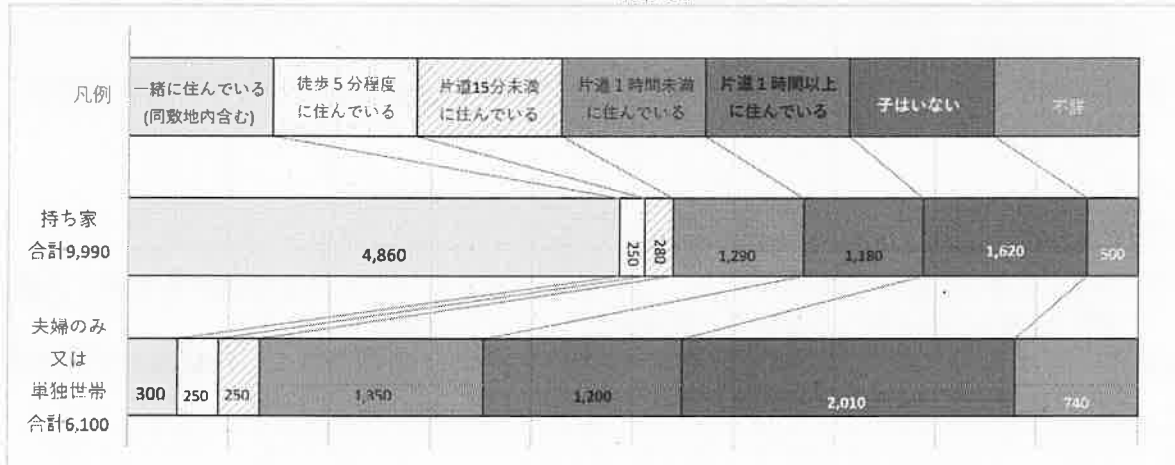 凡例
一緒に住んでいる
(同敷地内含む)
徒歩5分程度
に住んでいる
片道15分未満
に住んでいる
片道1時間未満
に住んでいる
片道1時間以上
に住んでいる
子はいない
不詳
持ち家
合計9,990
4,860
250
280
1,290
1,180
1,620
500
夫婦のみ
又は
単独世帯
合計6,100
300
250
250
1,350
1,200
2,010
740